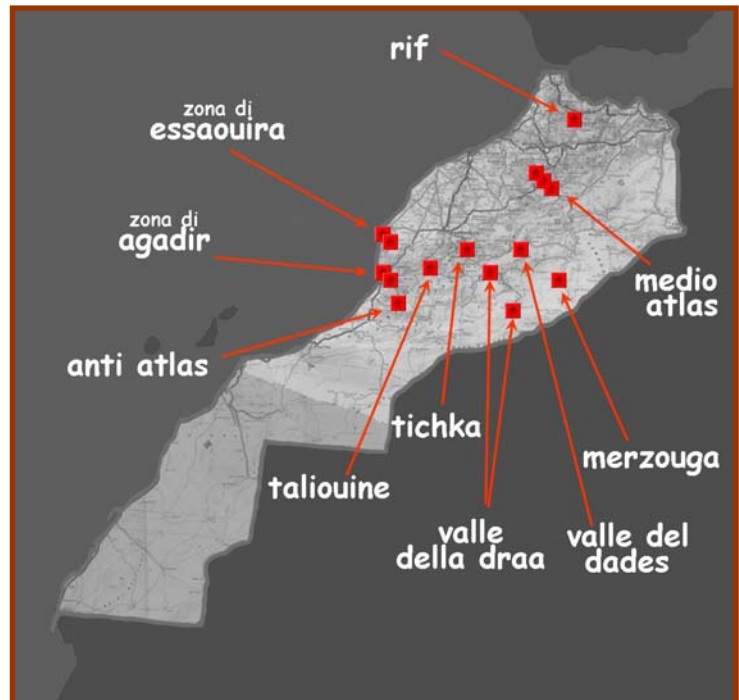 rif
zona di
essaouira
zona di
agadir
medio
atlas
anti atlas
tichka
merzouga
taliouine
valle
della draa
valle del
dades